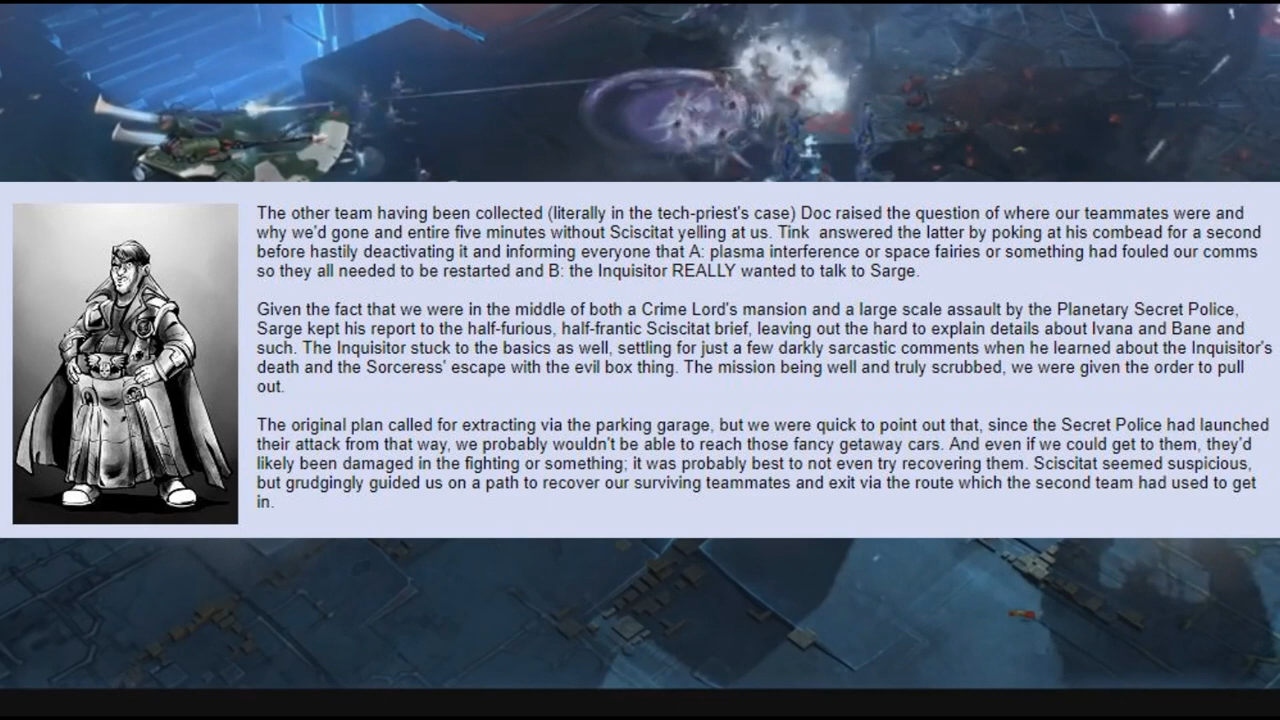 The other team having been collected (literally in the tech-priest's case) Doc raised the question of where our teammates were and
why we'd gone and entire five minutes without Sciscitat yelling at us. Tink  answered the latter by poking at his combead for a second
before hastily deactivating it and informing everyone that A: plasma interference or space fairies or something had fouled our comms
so they all needed to be restarted and B: the Inquisitor REALLY wanted to talk to Sarge.
Given the fact that we were in the middle of both a Crime Lord's mansion and a large scale assault by the Planetary Secret Police,
Sarge kept his report to the half-furious, half-frantic Sciscitat brief, leaving out the hard to explain details about Ivana and Bane and
such. The Inquisitor stuck to the basics as well, settling for just a few darkly sarcastic comments when he learned about the Inquisitor's
death and the Sorceress' escape with the evil box thing. The mission being well and truly scrubbed, we were given the order to pull
out.
The original plan called for extracting via the parking garage, but we were quick to point out that, since the Secret Police had launched
their attack from that way, we probably wouldn't be able to reach those fancy getaway cars. And even if we could get to them, they'd
likely been damaged in the fighting or something; it was probably best to not even try recovering them. Sciscitat seemed suspicious,
but grudgingly guided us on a path to recover our surviving teammates and exit via the route which the second team had used to get
in.